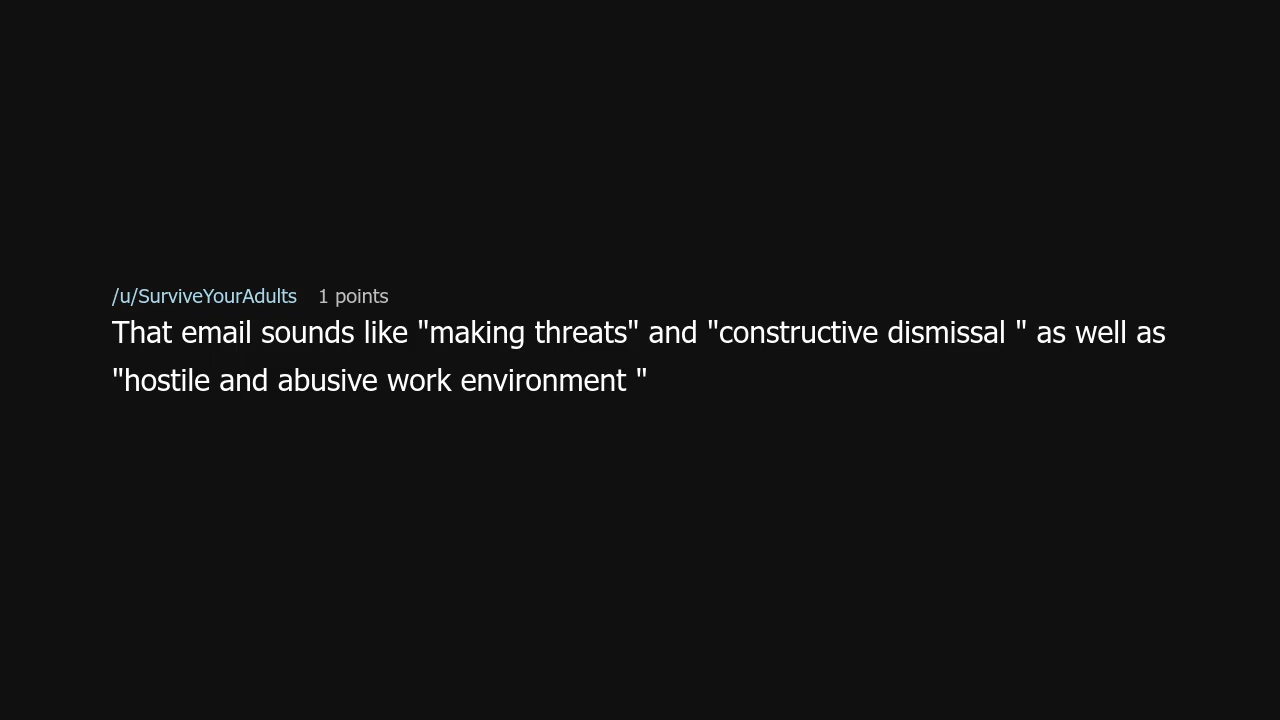 /u/SurviveYourAdults 1 points
That email sounds like "making threats" and "constructive dismissal " as well as
"hostile and abusive work environment "